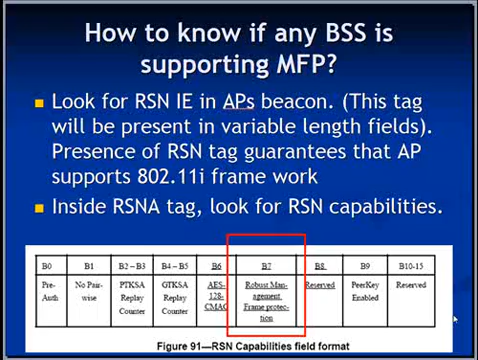 How to know if any BSS is
supporting MFP?
Look for RSN IE in APs beacon. (This tag
will be present in variable length fields).
Presence of RSN tag guarantees that AP
supports 802.11i frame work
Inside RSNA tag, look for RSN capabilities.
B0 B1 B2 – B3 B4 – B5 B6 B7 B8 B9 B10-15
Pre- No Pair- PTKSA GTKSA AES- Robust Man- Reserved PeerKey Reserved
Auth wise Replay Replay 128- agement, Enabled
Counter Counter CMAC Frame protec-
tion
Figure 91—RSN Capabilities field format